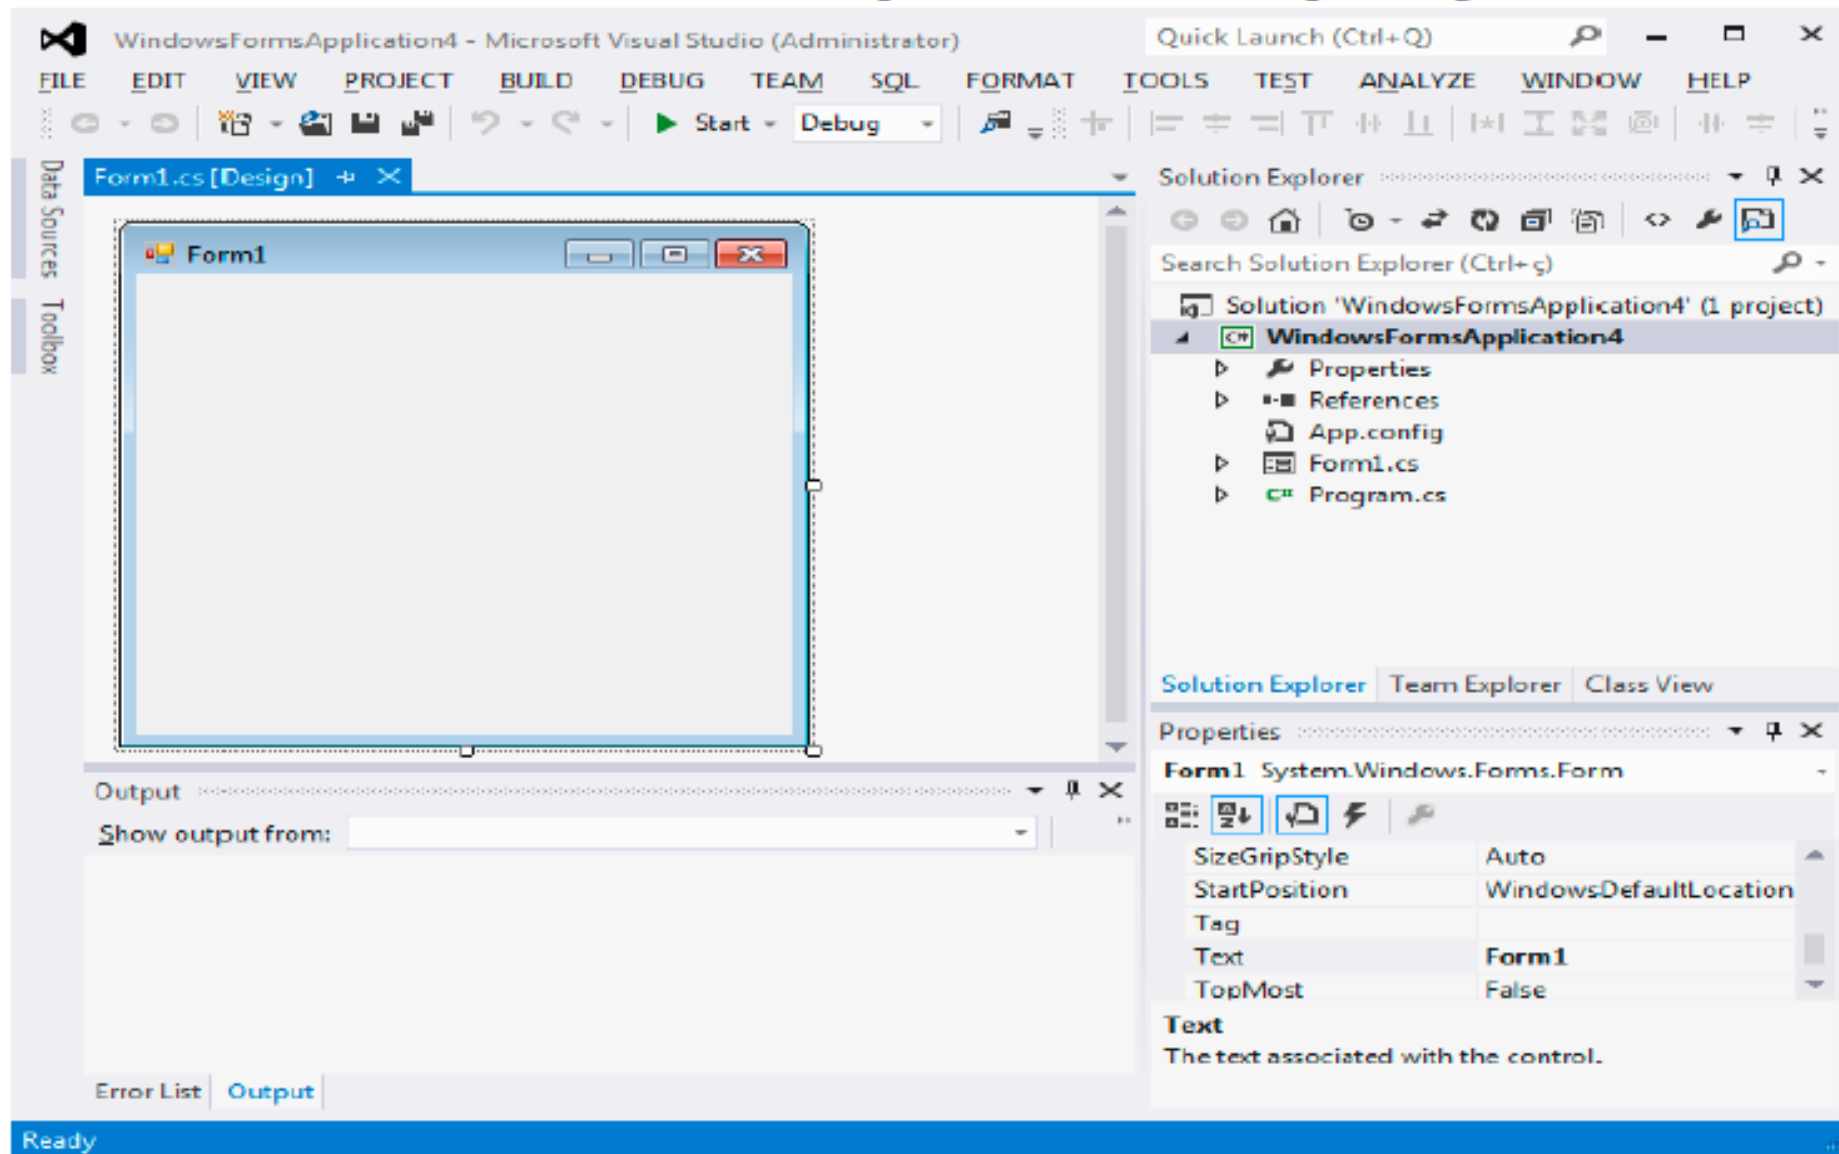 WindowsFormsApplication4 - Microsoft Visual Studio (Administrator)
Quick Launch (Ctrl+Q)
FILE EDIT VIEW PROJECT BUILD DEBUG TEAM SQL FORMAT TOOLS TEST ANALYZE WINDOW HELP
Start Debug
Data Sources
Toolbox
Form1.cs [Design]
Form1
Output
Show output from:
Error List Output
Solution Explorer
Search Solution Explorer (Ctrl+ş)
Solution 'WindowsFormsApplication4' (1 project)
C# WindowsFormsApplication4
Properties
References
App.config
Form1.cs
C# Program.cs
Solution Explorer Team Explorer Class View
Properties
Form1 System.Windows.Forms.Form
SizeGripStyle Auto
StartPosition WindowsDefaultLocation
Tag
Text Form1
TopMost False
Text
The text associated with the control.
Ready